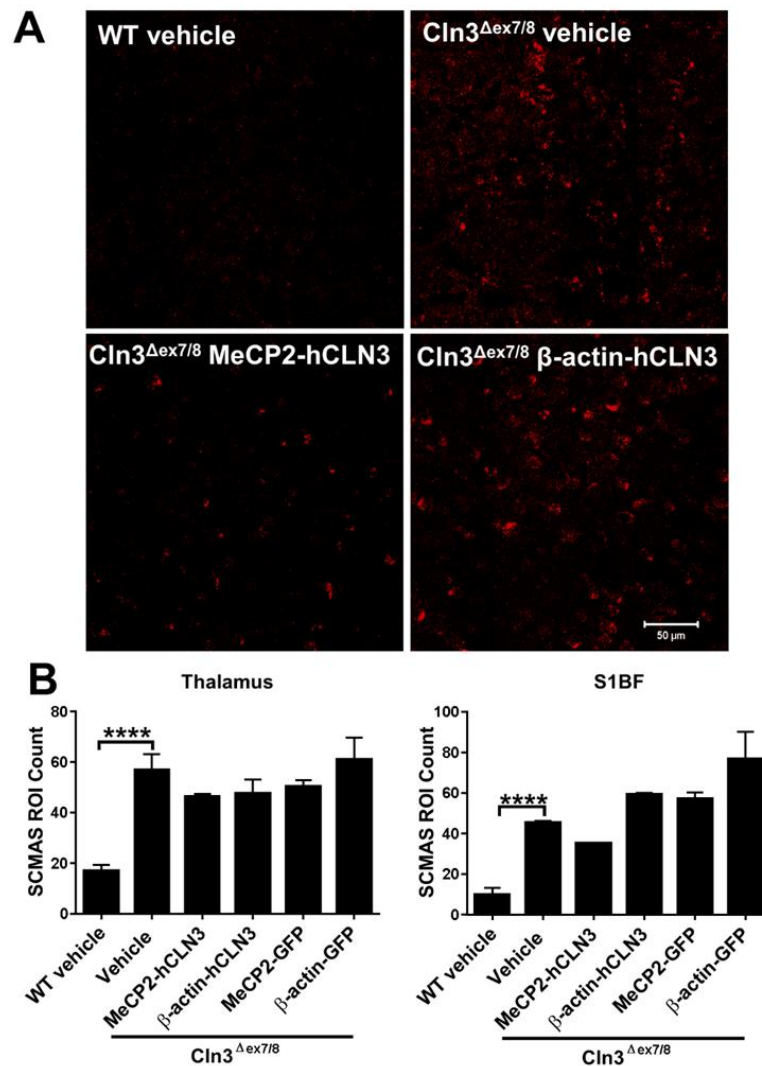 A
WT vehicle
Cln3Δex7/8 vehicle
Cln3Δex7/8 MeCP2-hCLN3
Cln3Δex7/8 β-actin-hCLN3
50 µm
B
Thalamus
SCMAS ROI Count
80
60
40
20
0
****
WT vehicle
Vehicle
MeCP2-hCLN3
β-actin-hCLN3
MeCP2-GFP
β-actin-GFP
Cln3Δex7/8
S1BF
SCMAS ROI Count
100
80
60
40
20
0
****
WT vehicle
Vehicle
MeCP2-hCLN3
β-actin-hCLN3
MeCP2-GFP
β-actin-GFP
Cln3Δex7/8